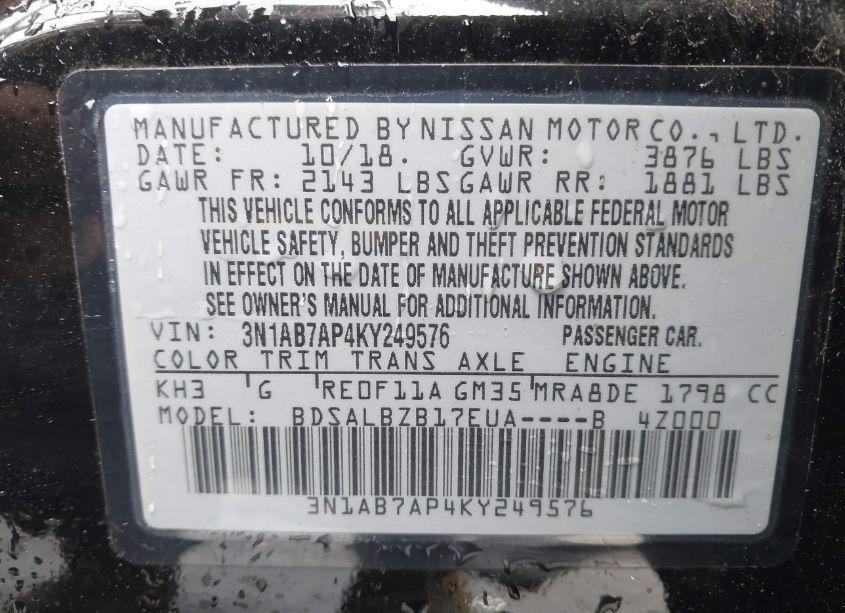 MANUFACTURED BY NISSAN MOTOR CO., LTD.
DATE: 10/18. GVWR: 3876 LBS
GAWR FR: 2143 LBS GAWR RR: 1881 LBS
THIS VEHICLE CONFORMS TO ALL APPLICABLE FEDERAL MOTOR
VEHICLE SAFETY, BUMPER AND THEFT PREVENTION STANDARDS
IN EFFECT ON THE DATE OF MANUFACTURE SHOWN ABOVE.
SEE OWNER'S MANUAL FOR ADDITIONAL INFORMATION.
VIN: 3N1AB7AP4KY249576 PASSENGER CAR.
COLOR TRIM TRANS AXLE ENGINE
KH3 G RE0F11A GM35 MRA8DE 1798 CC
MODEL: BDSALBZB17EUA----B 4Z000
3N1AB7AP4KY249576